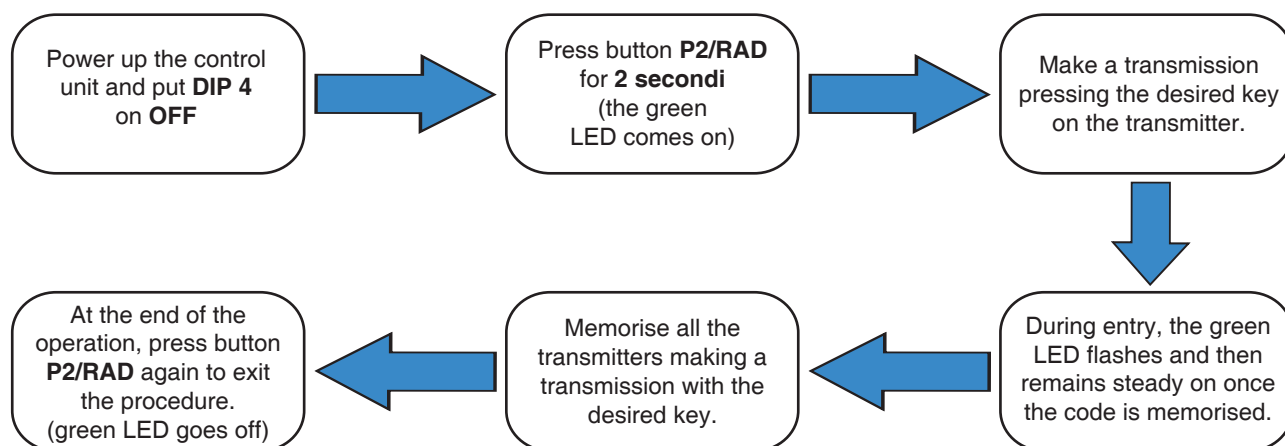 Power up the control
unit and put DIP 4
on OFF
Press button P2/RAD
for 2 secondi
(the green
LED comes on)
Make a transmission
pressing the desired key
on the transmitter.
During entry, the green
LED flashes and then
remains steady on once
the code is memorised.
Memorise all the
transmitters making a
transmission with the
desired key.
At the end of the
operation, press button
P2/RAD again to exit
the procedure.
(green LED goes off)